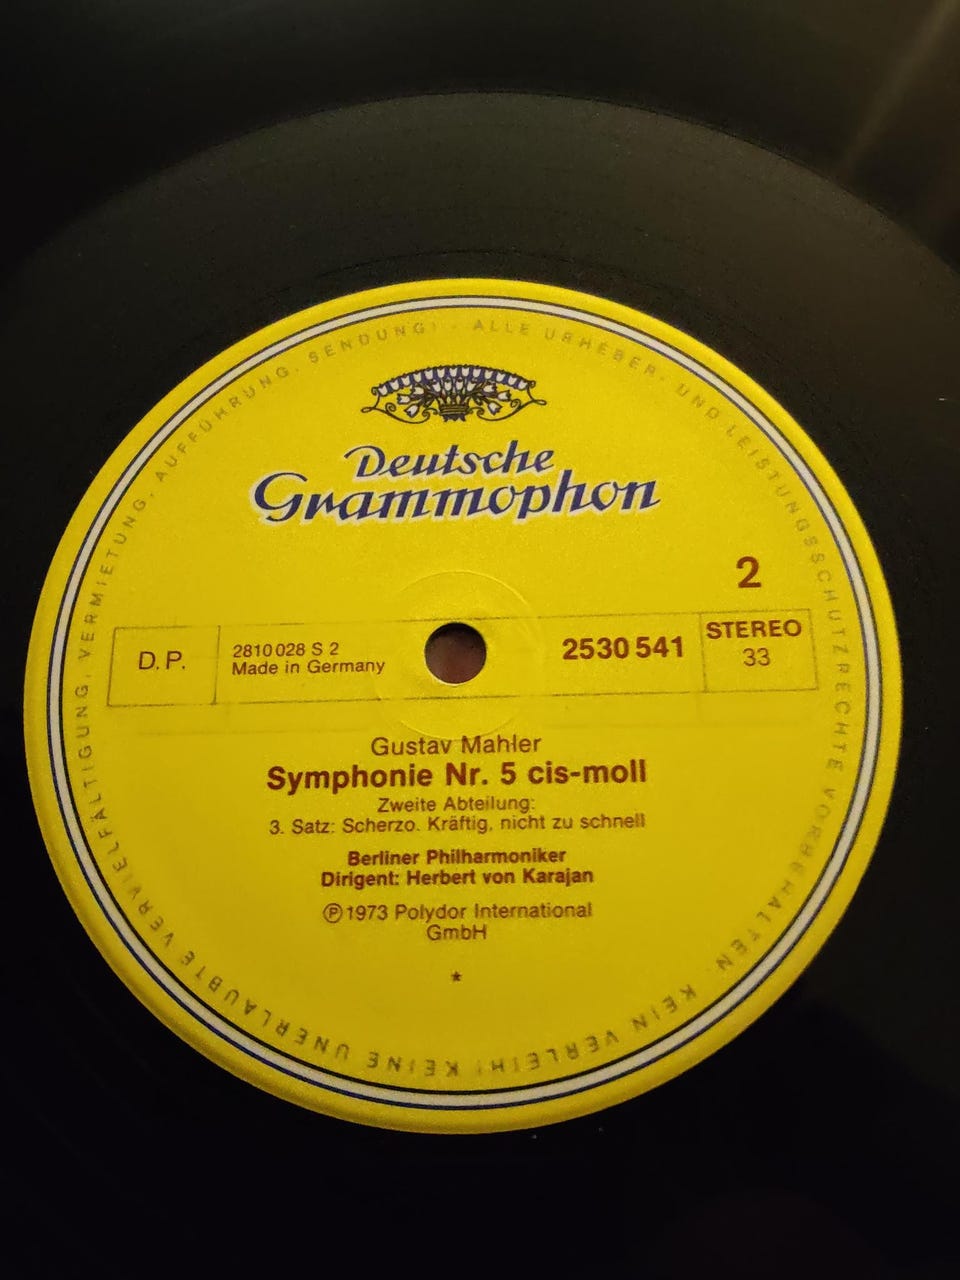 Deutsche
Grammophon
2
D.P.
2810 028 S 2
Made in Germany
2530 541
STEREO
33
Gustav Mahler
Symphonie Nr. 5 cis-moll
Zweite Abteilung:
3. Satz: Scherzo. Kräftig, nicht zu schnell
Berliner Philharmoniker
Dirigent: Herbert von Karajan
Ⓟ 1973 Polydor International
GmbH
*
ALLE URHEBER- UND LEISTUNGSSCHUTZRECHTE VORBEHALTEN · KEIN VERLEIH! KEINE UNERLAUBTE VERVIELFÄLTIGUNG, VERMIETUNG, AUFFÜHRUNG, SENDUNG! ·